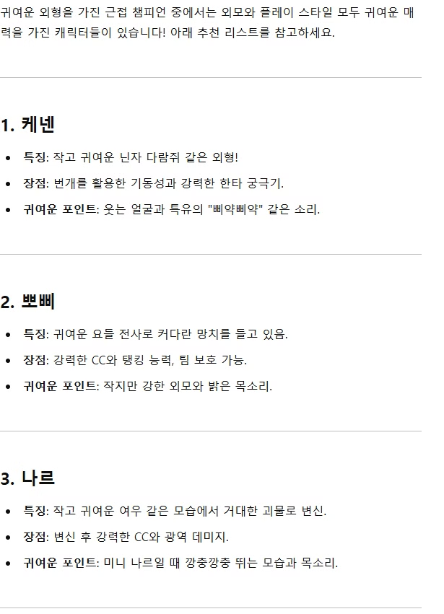 귀여운 외형을 가진 근접 챔피언 중에서는 외모와 플레이 스타일 모두 귀여운 매
력을 가진 캐릭터들이 있습니다! 아래 추천 리스트를 참고하세요.
1. 케넨
• 특징: 작고 귀여운 닌자 다람쥐 같은 외형!
• 장점: 번개를 활용한 기동성과 강력한 한타 궁극기.
• 귀여운 포인트: 웃는 얼굴과 특유의 "삐약삐약" 같은 소리.
2. 뽀삐
• 특징: 귀여운 요들 전사로 커다란 망치를 들고 있음.
• 장점: 강력한 CC와 탱킹 능력, 팀 보호 가능.
• 귀여운 포인트: 작지만 강한 외모와 밝은 목소리.
3. 나르
• 특징: 작고 귀여운 여우 같은 모습에서 거대한 괴물로 변신.
• 장점: 변신 후 강력한 CC와 광역 데미지.
• 귀여운 포인트: 미니 나르일 때 깡충깡충 뛰는 모습과 목소리.